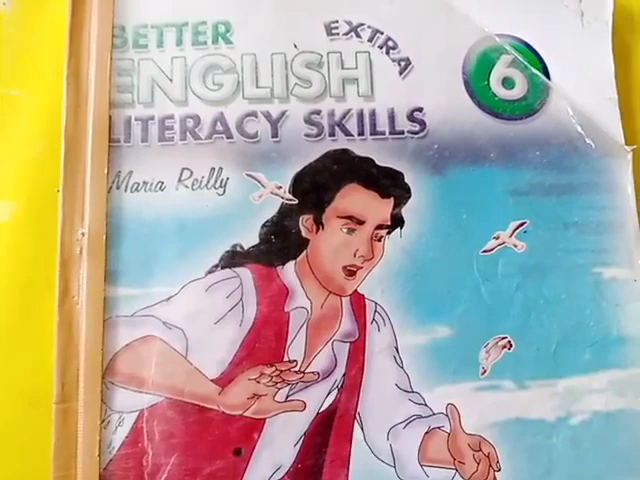 BETTER
EXTRA
ENGLISH
LITERACY SKILLS
6
Maria Reilly